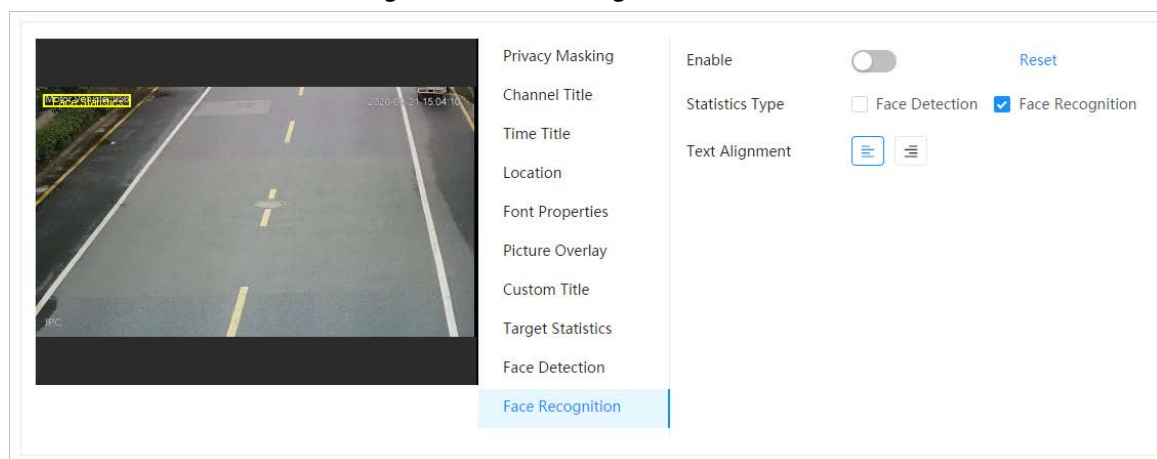 Privacy Masking
Channel Title
Time Title
Location
Font Properties
Picture Overlay
Custom Title
Target Statistics
Face Detection
Face Recognition
Enable
Reset
Statistics Type
Face Detection
Face Recognition
Text Alignment
IPC